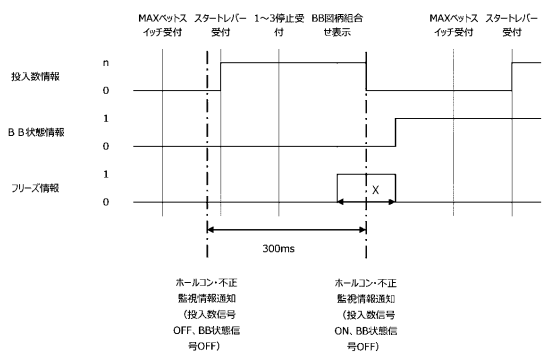 MAXベットス
イッチ受付
スタートレバー
受付
1～3停止受
付
BB図柄組合
せ表示
MAXベットス
イッチ受付
スタートレバー
受付
投入数情報
n
0
ＢＢ状態情報
1
0
フリーズ情報
1
0
X
300ms
ホールコン・不正
監視情報通知
（投入数信号
OFF、BB状態信
号OFF）
ホールコン・不正
監視情報通知
（投入数信号
ON、BB状態信
号OFF）